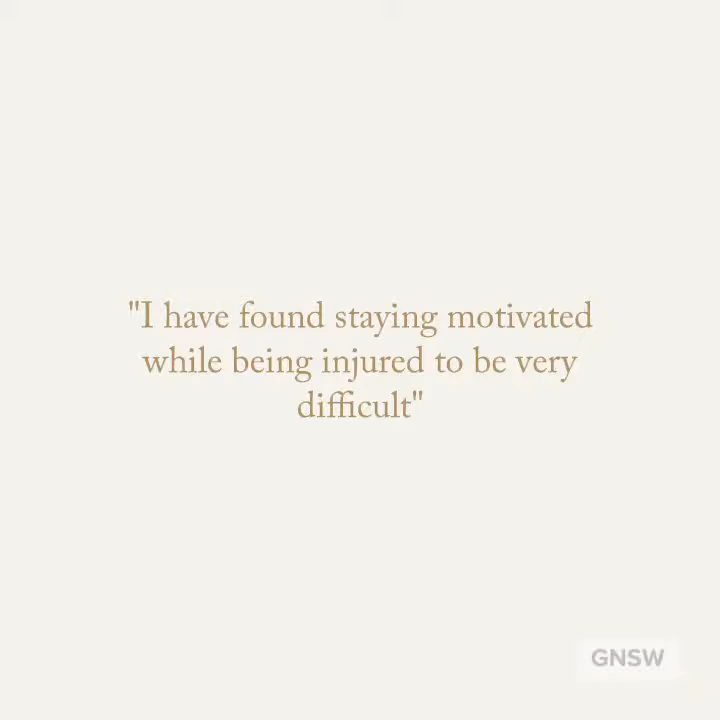 "I have found staying motivated
while being injured to be very
difficult"
GNSW